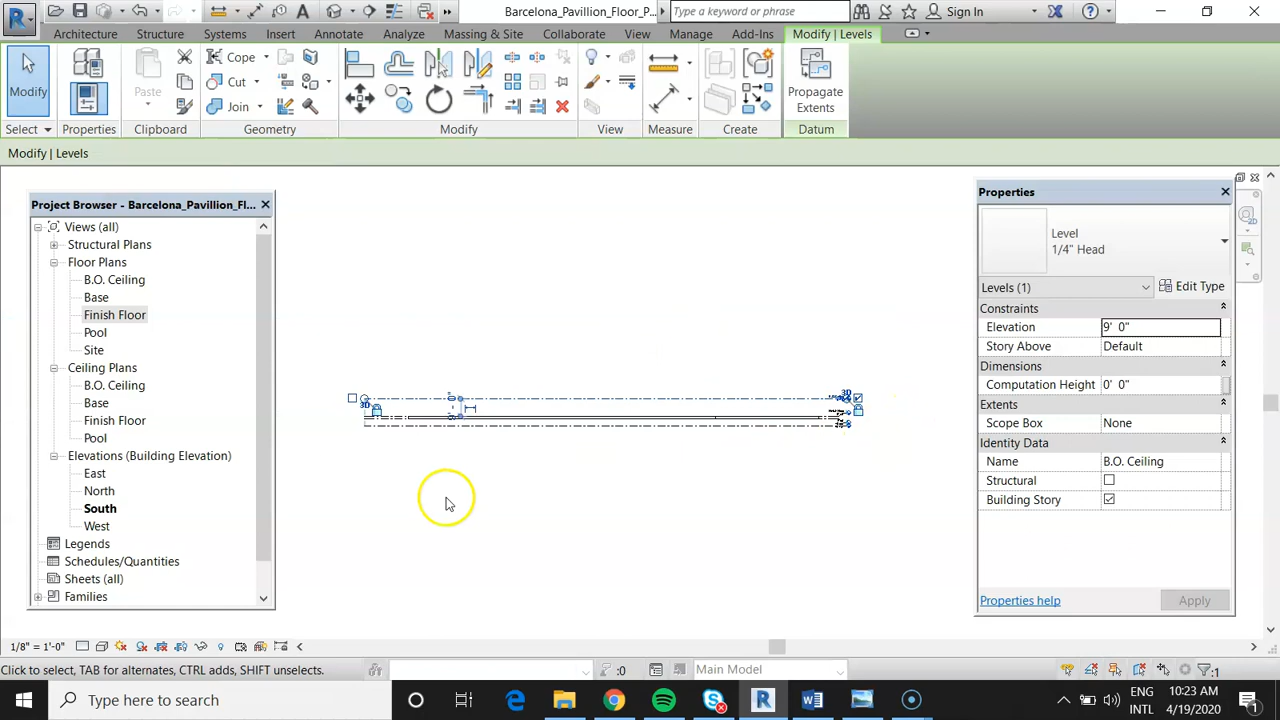 Barcelona_Pavillion_Floor_P...
Type a keyword or phrase
Sign In
Architecture Structure Systems Insert Annotate Analyze Massing & Site Collaborate View Manage Add-Ins Modify | Levels
Modify
Paste
Cope
Cut
Join
Propagate
Extents
Select Properties Clipboard Geometry Modify View Measure Create Datum
Modify | Levels
Project Browser - Barcelona_Pavillion_Fl...
Views (all)
Structural Plans
Floor Plans
B.O. Ceiling
Base
Finish Floor
Pool
Site
Ceiling Plans
B.O. Ceiling
Base
Finish Floor
Pool
Elevations (Building Elevation)
East
North
South
West
Legends
Schedules/Quantities
Sheets (all)
Families
3D
3D
Properties
Level
1/4" Head
Levels (1)
Edit Type
Constraints
Elevation 9' 0"
Story Above Default
Dimensions
Computation Height 0' 0"
Extents
Scope Box None
Identity Data
Name B.O. Ceiling
Structural
Building Story
Properties help
Apply
2D
1/8" = 1'-0"
Click to select, TAB for alternates, CTRL adds, SHIFT unselects.
:0
Main Model
:1
Type here to search
ENG
INTL
10:23 AM
4/19/2020